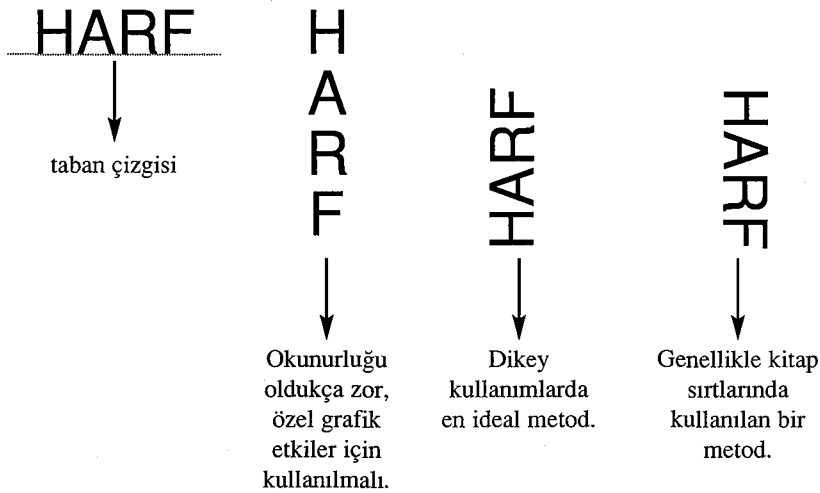 HARF
taban çizgisi
H
A
R
F
Okunurluğu
oldukça zor,
özel grafik
etkiler için
kullanılmalı.
HARF
Dikey
kullanımlarda
en ideal metod.
HARF
Genellikle kitap
sırtlarında
kullanılan bir
metod.